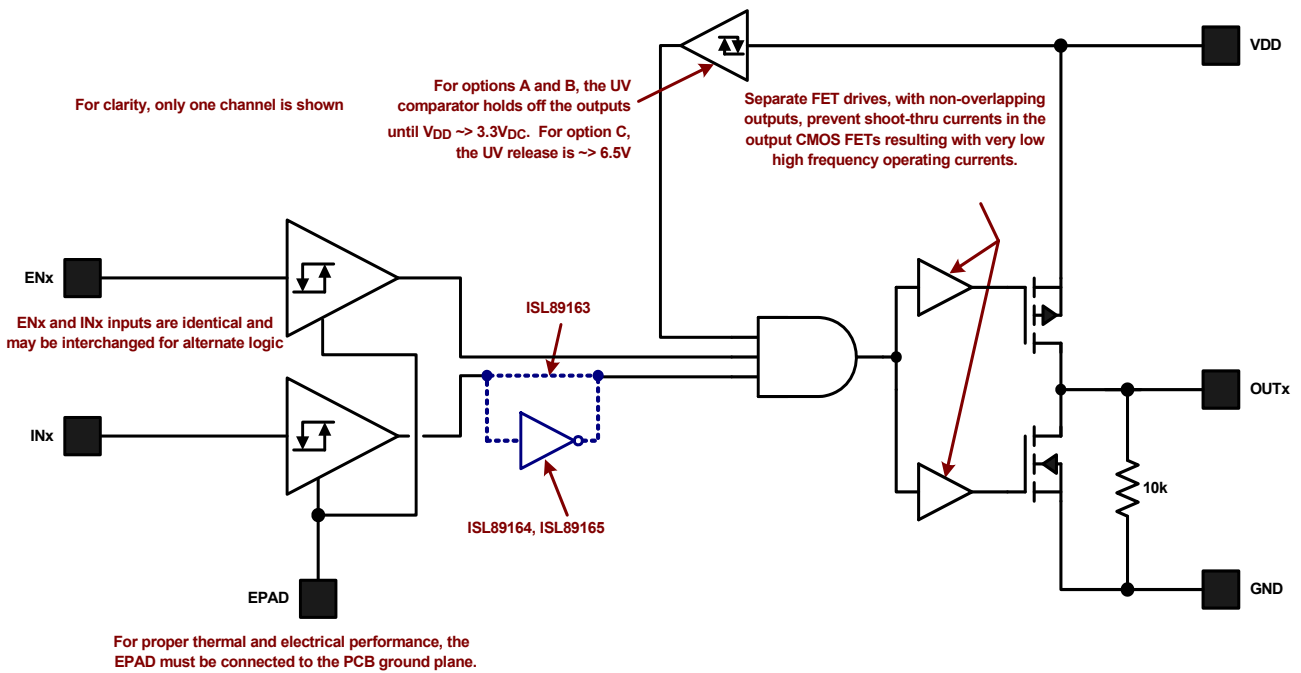 VDD
For clarity, only one channel is shown
For options A and B, the UV
comparator holds off the outputs
until VDD ~> 3.3VDC. For option C,
the UV release is ~> 6.5V
Separate FET drives, with non-overlapping
outputs, prevent shoot-thru currents in the
output CMOS FETs resulting with very low
high frequency operating currents.
ENx
ENx and INx inputs are identical and
may be interchanged for alternate logic
ISL89163
INx
OUTx
10k
ISL89164, ISL89165
EPAD
GND
For proper thermal and electrical performance, the
EPAD must be connected to the PCB ground plane.